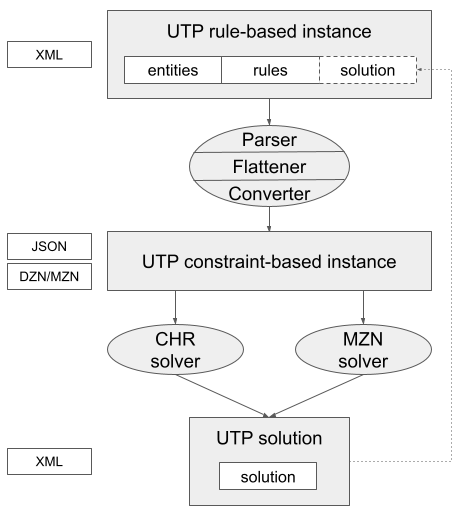 UTP rule-based instance
XML
entities rules solution
Parser
Flattener
Converter
JSON
UTP constraint-based instance
DZN/MZN
CHR
solver
MZN
solver
UTP solution
XML
solution